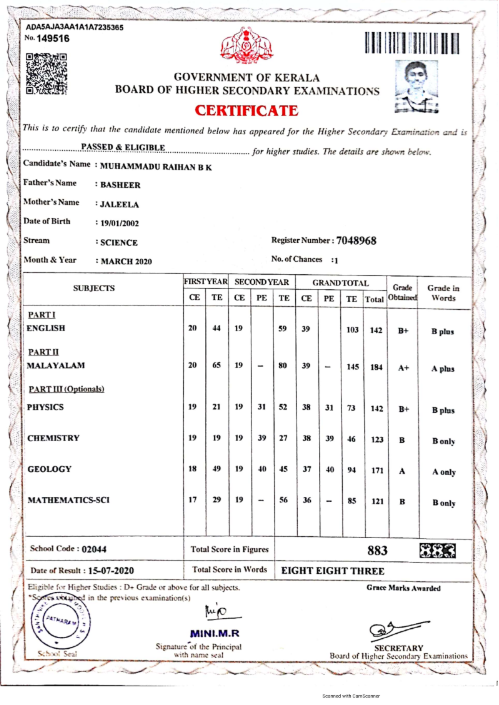 ADA5AJA3AA1A1A7235365
No. 149516
GOVERNMENT OF KERALA
BOARD OF HIGHER SECONDARY EXAMINATIONS
CERTIFICATE
This is to certify that the candidate mentioned below has appeared for the Higher Secondary Examination and is
PASSED & ELIGIBLE for higher studies. The details are shown below.
Candidate's Name : MUHAMMADU RAIHAN B K
Father's Name : BASHEER
Mother's Name : JALEELA
Date of Birth : 19/01/2002
Stream : SCIENCE Register Number : 7048968
Month & Year : MARCH 2020 No. of Chances : 1
SUBJECTS FIRST YEAR SECOND YEAR GRAND TOTAL Grade Obtained Grade in Words
CE TE CE PE TE CE PE TE Total
PART I
ENGLISH 20 44 19 59 39 103 142 B+ B plus
PART II
MALAYALAM 20 65 19 -- 80 39 -- 145 184 A+ A plus
PART III (Optionals)
PHYSICS 19 21 19 31 52 38 31 73 142 B+ B plus
CHEMISTRY 19 19 19 39 27 38 39 46 123 B B only
GEOLOGY 18 49 19 40 45 37 40 94 171 A A only
MATHEMATICS-SCI 17 29 19 -- 56 36 -- 85 121 B B only
School Code : 02044 Total Score in Figures 883 883
Date of Result : 15-07-2020 Total Score in Words EIGHT EIGHT THREE
Eligible for Higher Studies : D+ Grade or above for all subjects. Grace Marks Awarded
*Scores secured in the previous examination(s)
MINI.M.R
Signature of the Principal
with name seal
School Seal
SECRETARY
Board of Higher Secondary Examinations
Scanned with CamScanner